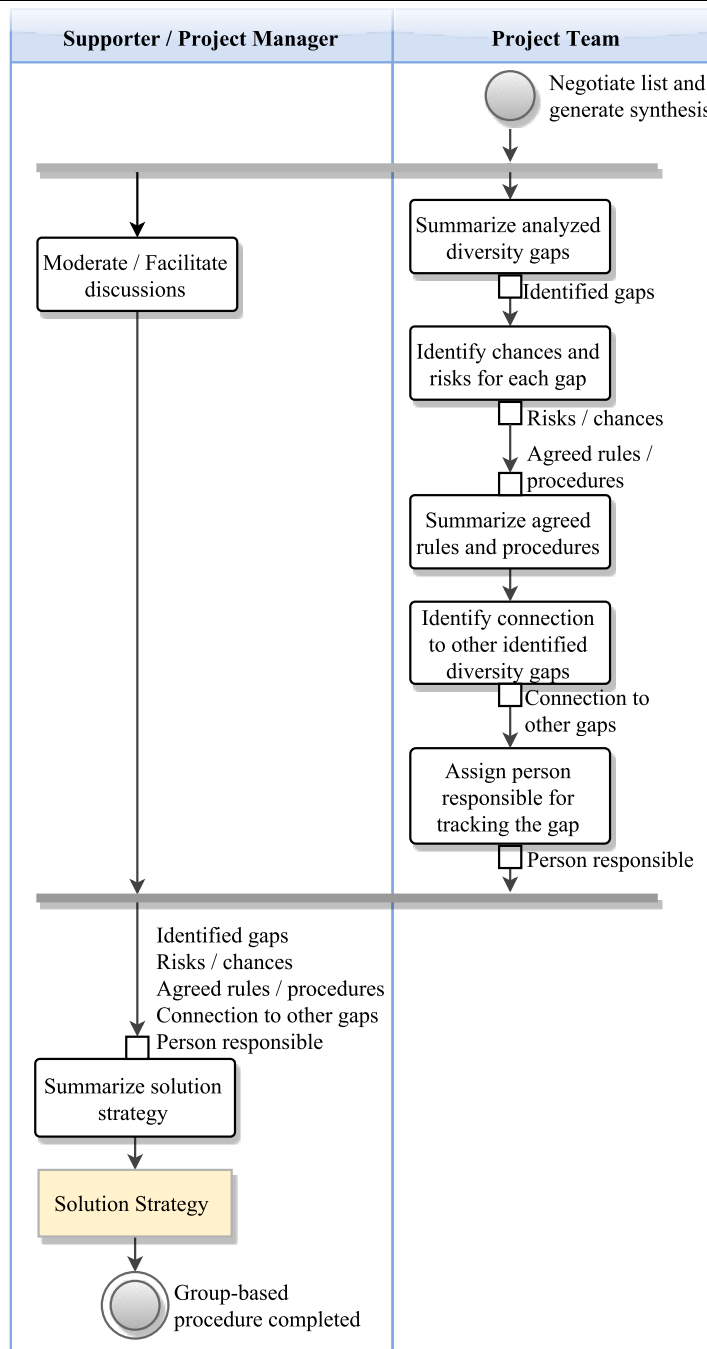 Supporter / Project Manager
Project Team
Negotiate list and
generate synthesis
Summarize analyzed
diversity gaps
Moderate / Facilitate
discussions
Identified gaps
Identify chances and
risks for each gap
Risks / chances
Agreed rules /
procedures
Summarize agreed
rules and procedures
Identify connection
to other identified
diversity gaps
Connection to
other gaps
Assign person
responsible for
tracking the gap
Person responsible
Identified gaps
Risks / chances
Agreed rules / procedures
Connection to other gaps
Person responsible
Summarize solution
strategy
Solution Strategy
Group-based
procedure completed